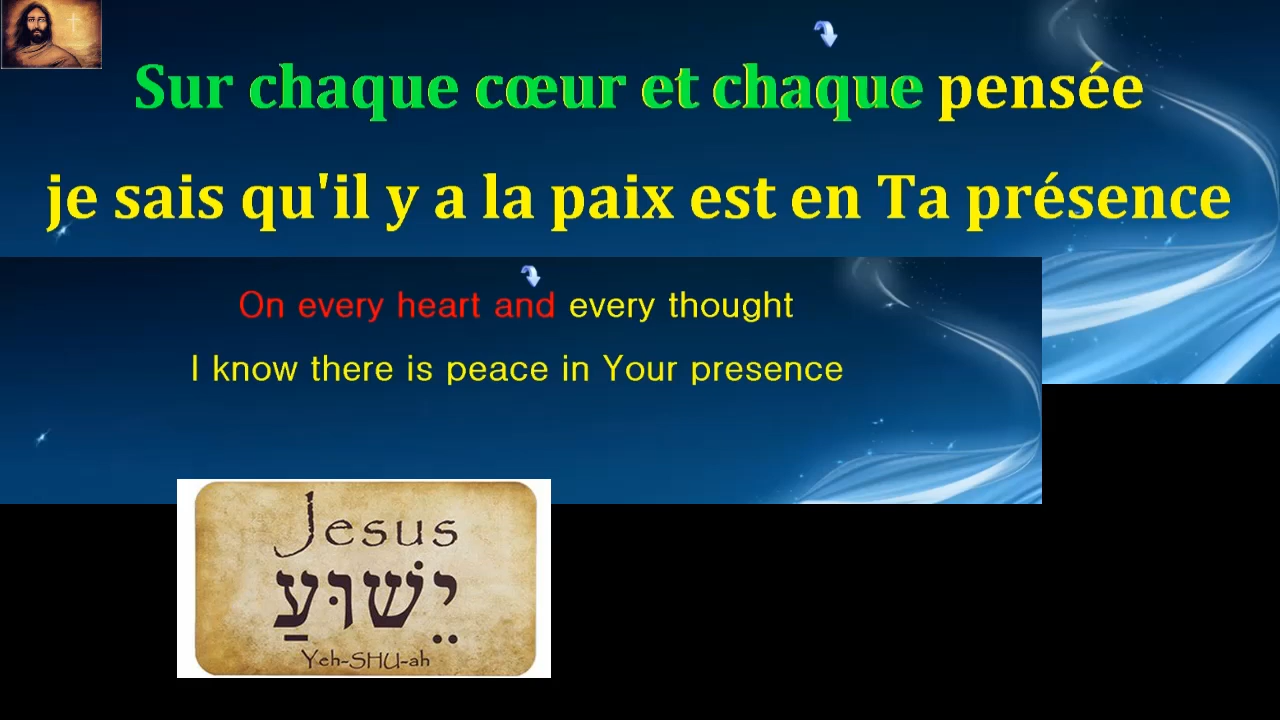 Sur chaque cœur et chaque pensée
je sais qu'il y a la paix est en Ta présence
On every heart and every thought
I know there is peace in Your presence
Jesus
יֵשׁוּעַ
Yeh-SHU-ah